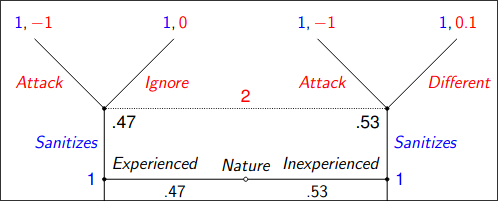 1, −1 1, 0 1, −1 1, 0.1
Attack Ignore Attack Different
2
.47 .53
Sanitizes Sanitizes
Experienced Nature Inexperienced
1 1
.47 .53